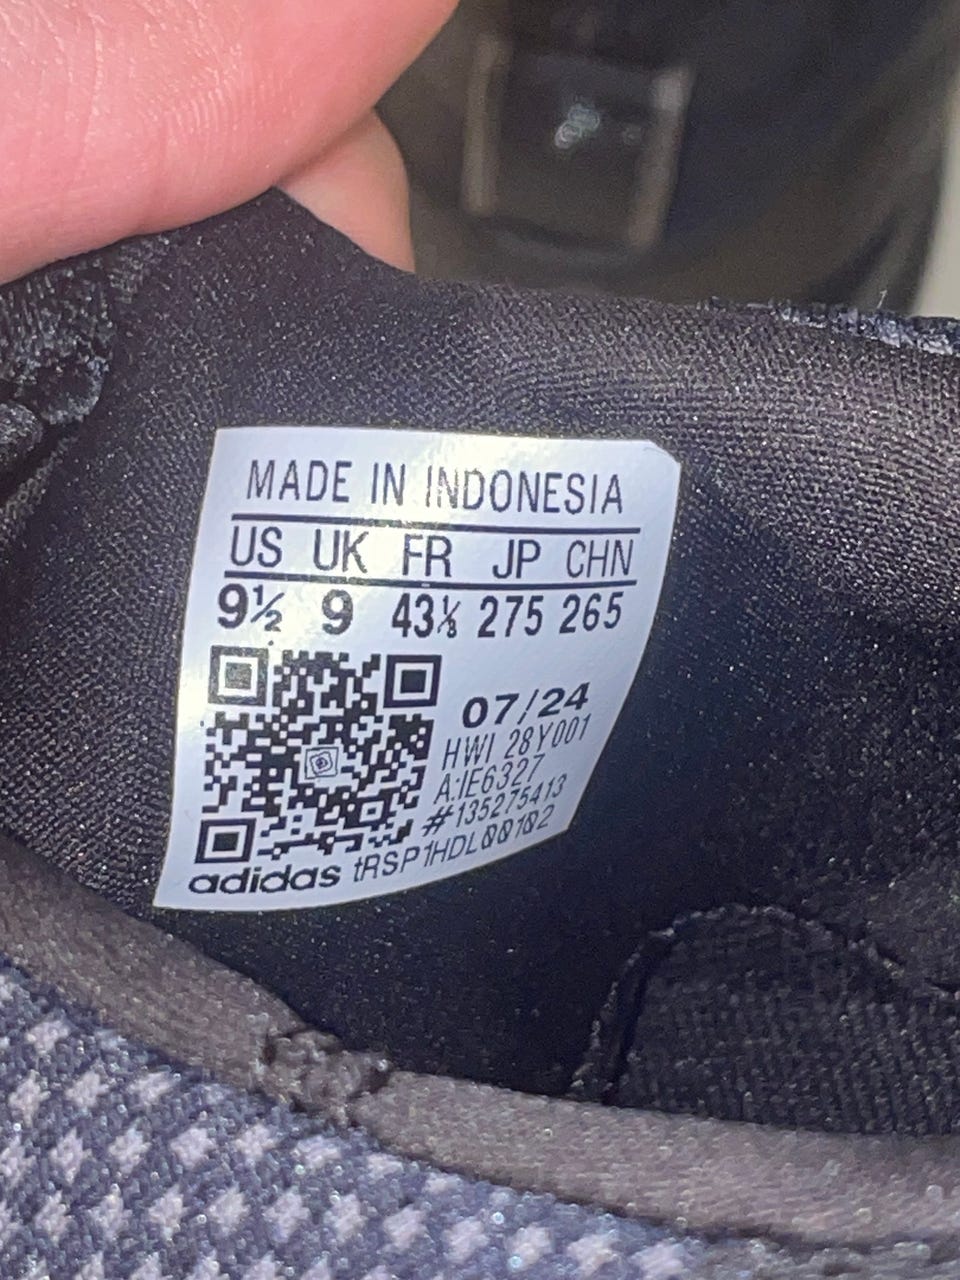 MADE IN INDONESIA
US UK FR JP CHN
9½ 9 43⅓ 275 265
07/24
HWI 28Y001
A:IE6327
#135275413
adidas tRSP1HDL00102